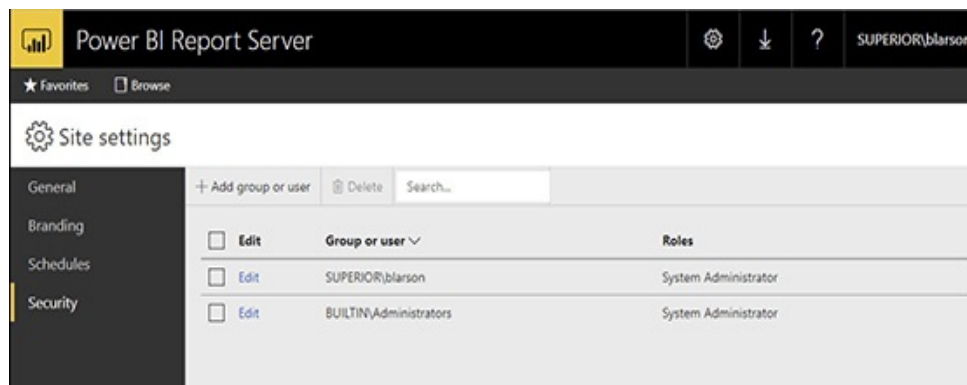 Power BI Report Server ? SUPERIOR\blarson
Favorites Browse
Site settings
General
Branding
Schedules
Security
+ Add group or user Delete Search...
Edit Group or user Roles
Edit SUPERIOR\blarson System Administrator
Edit BUILTIN\Administrators System Administrator